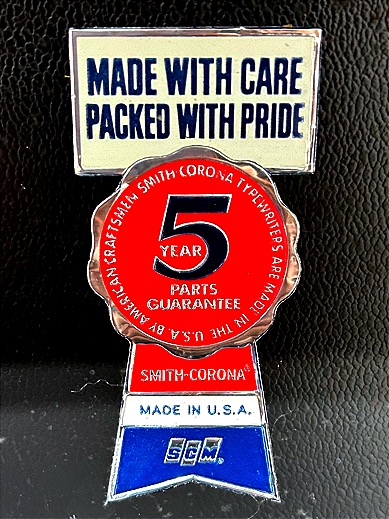 MADE WITH CARE
PACKED WITH PRIDE
SMITH-CORONA TYPEWRITERS ARE MADE IN THE U.S.A. BY AMERICAN CRAFTSMEN
5
YEAR
PARTS
GUARANTEE
SMITH-CORONA®
MADE IN U.S.A.
SCM®